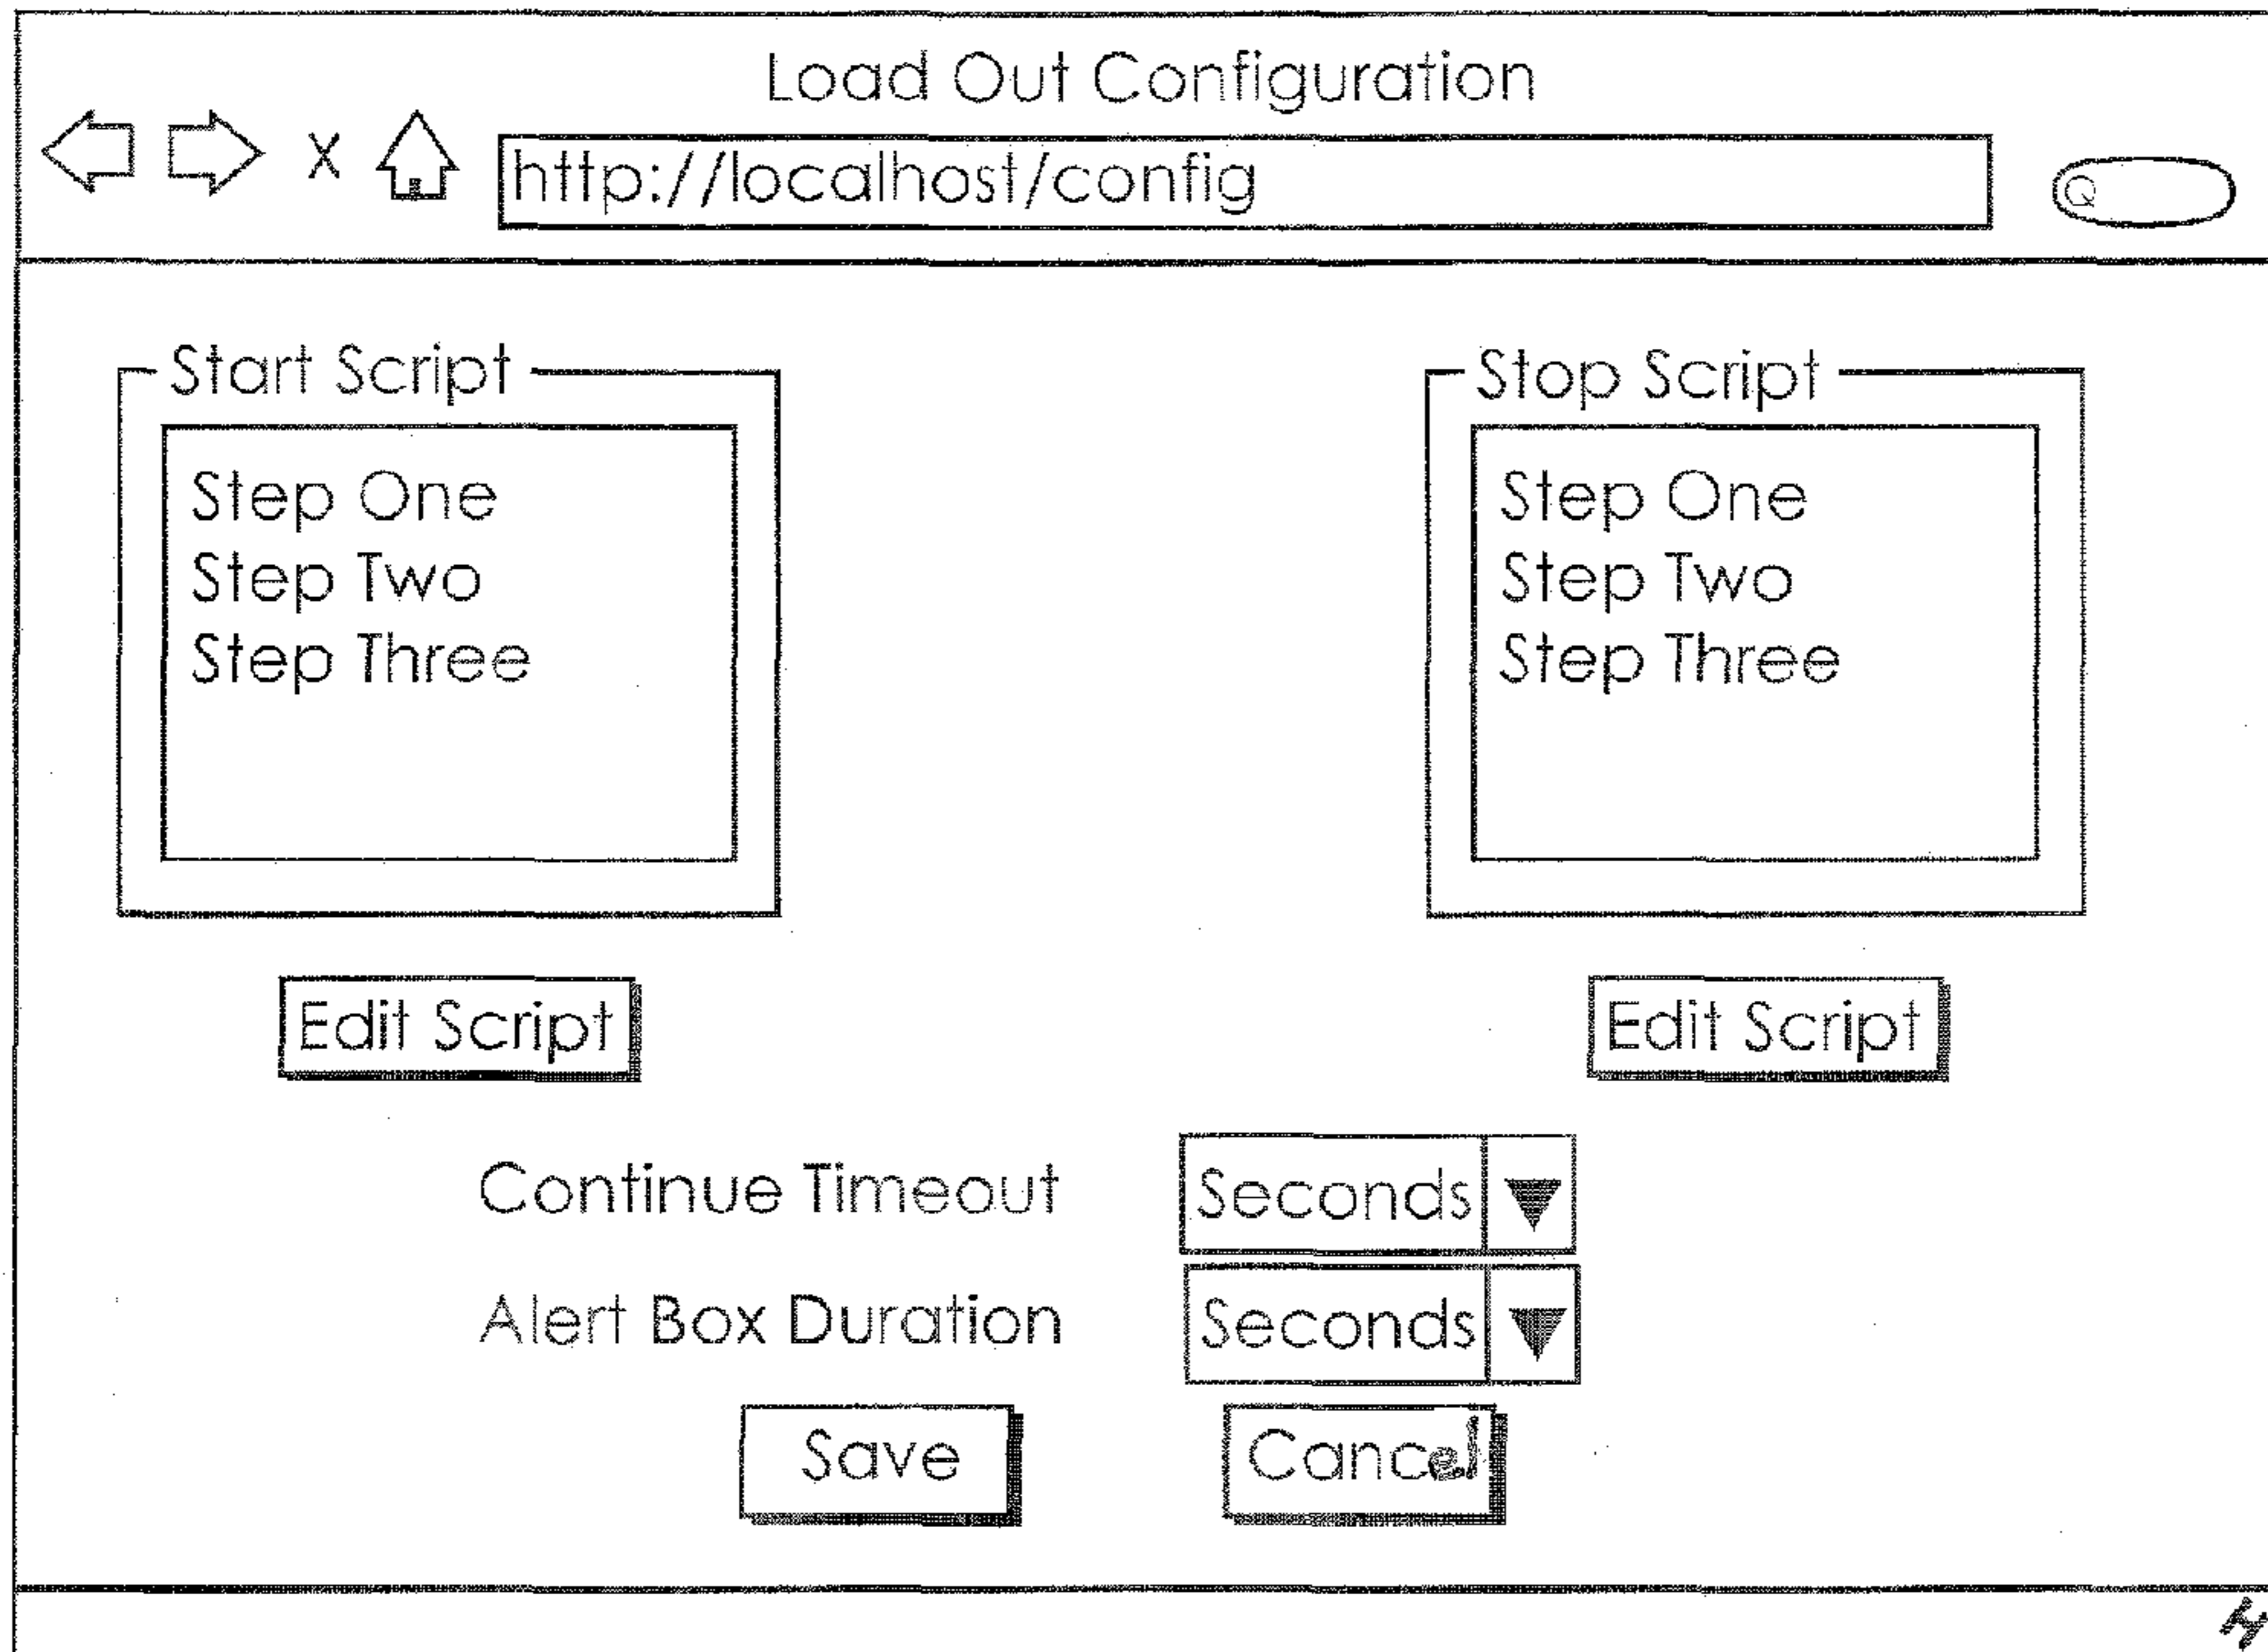 Load Out Configuration
X
http://localhost/config
Q
Start Script
Step One
Step Two
Step Three
Edit Script
Stop Script
Step One
Step Two
Step Three
Edit Script
Continue Timeout Seconds
Alert Box Duration Seconds
Save Cancel